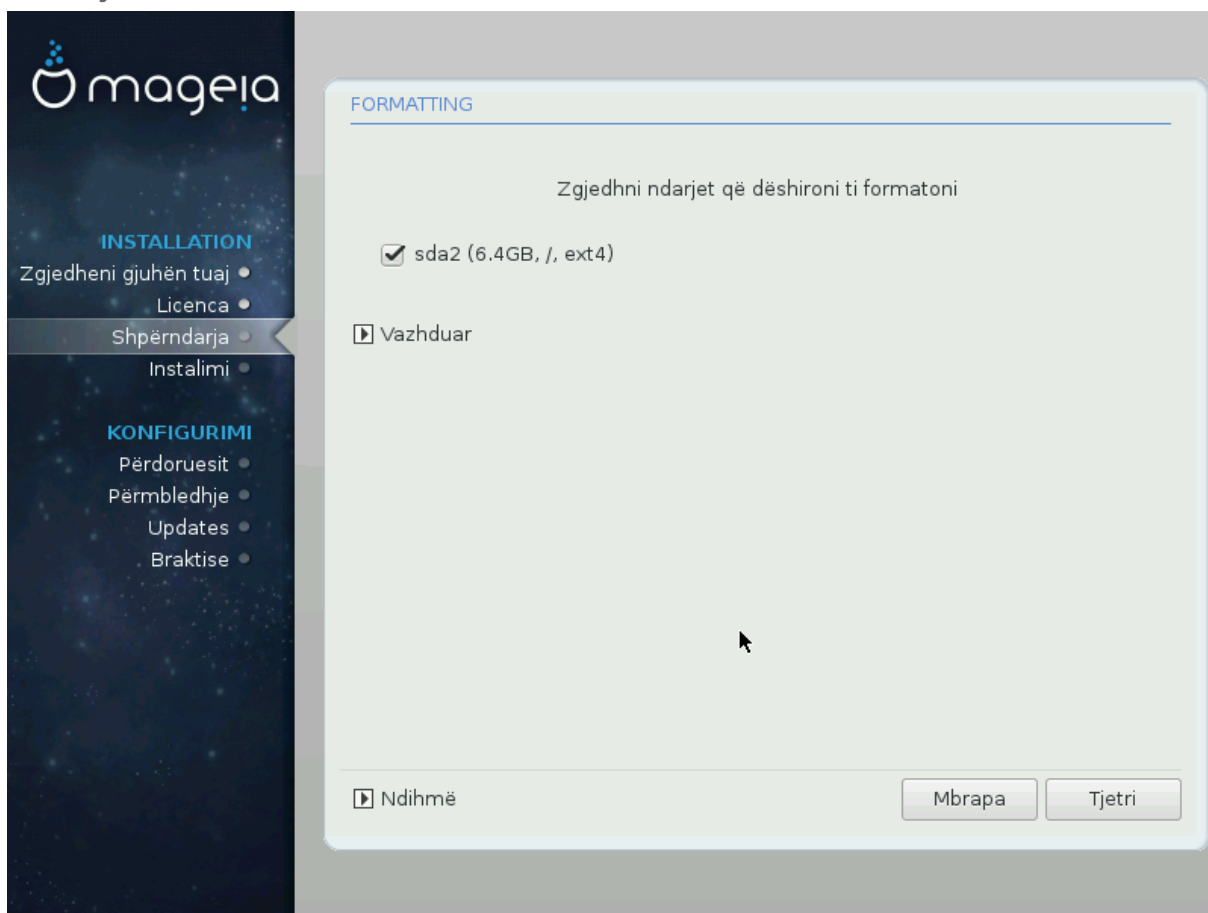 mageia
INSTALLATION
Zgjedheni gjuhën tuaj
Licenca
Shpërndarja
Instalimi
KONFIGURIMI
Përdoruesit
Përmbledhje
Updates
Braktise
FORMATTING
Zgjedhni ndarjet që dëshironi ti formatoni
sda2 (6.4GB, /, ext4)
Vazhduar
Ndihmë
Mbrapa
Tjetri